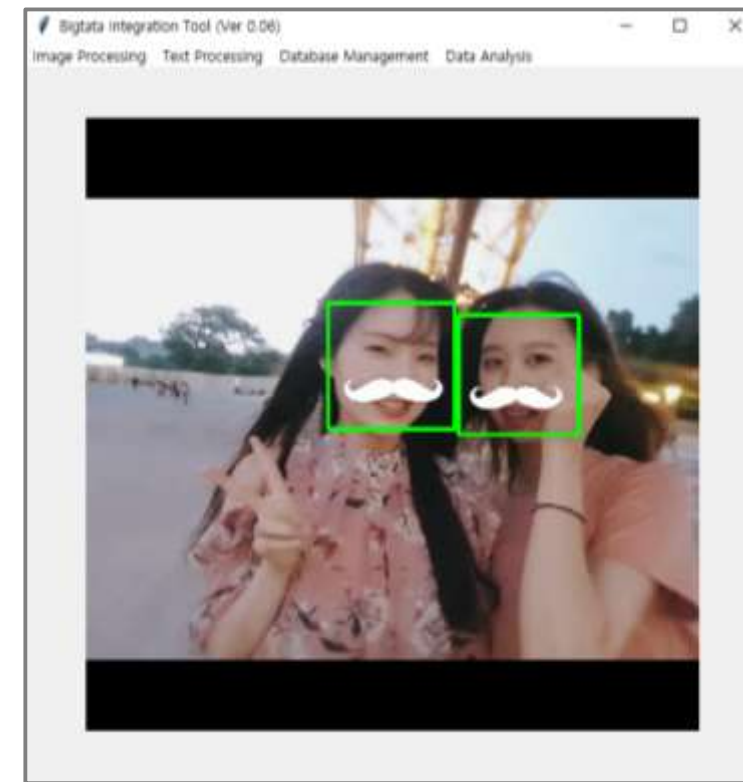 Bigtata Integration Tool (Ver 0.06)
Image Processing Text Processing Database Management Data Analysis